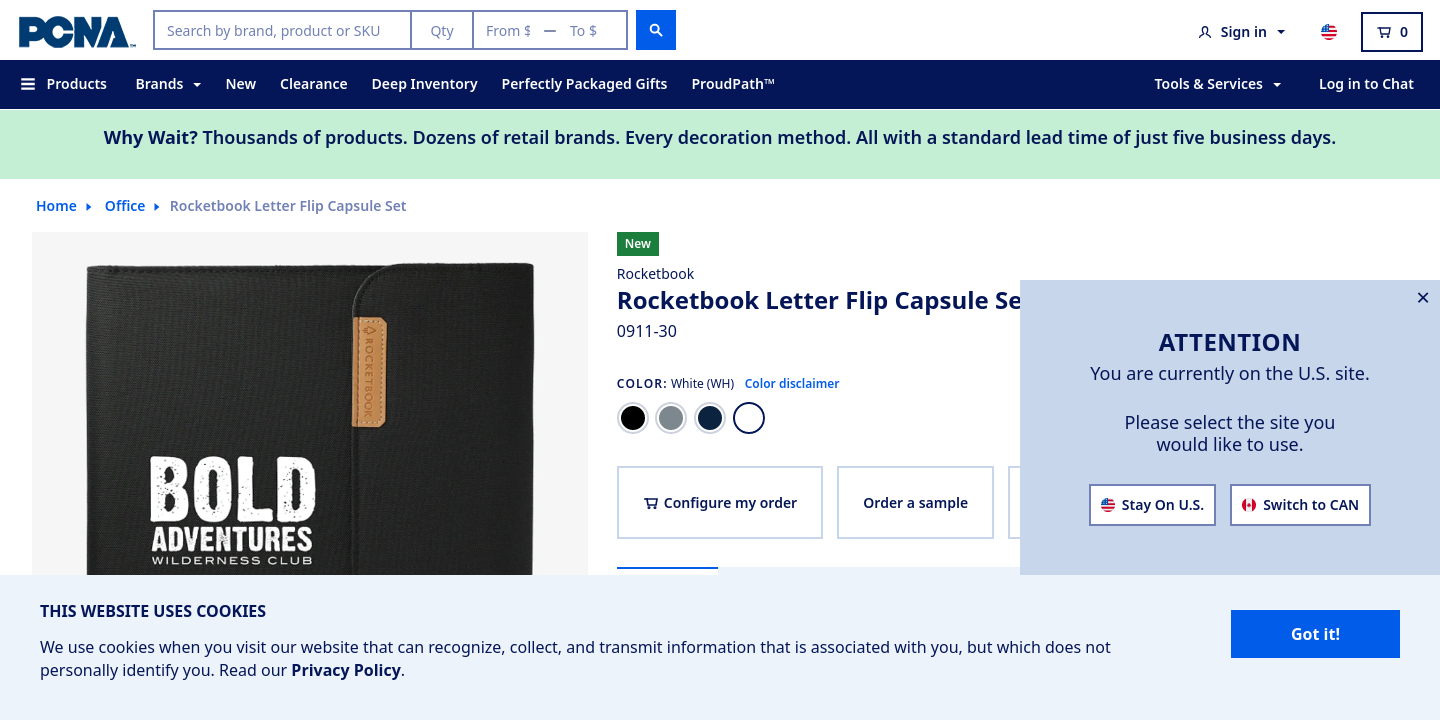 PCNA™
Search by brand, product or SKU
Qty
From $
—
To $
Sign in
0
Products
Brands
New
Clearance
Deep Inventory
Perfectly Packaged Gifts
ProudPath™
Tools & Services
Log in to Chat
Why Wait? Thousands of products. Dozens of retail brands. Every decoration method. All with a standard lead time of just five business days.
Home
Office
Rocketbook Letter Flip Capsule Set
ROCKETBOOK
BOLD
ADVENTURES
WILDERNESS CLUB
New
Rocketbook
Rocketbook Letter Flip Capsule Se
0911-30
COLOR: White (WH)
Color disclaimer
Configure my order
Order a sample
ATTENTION
You are currently on the U.S. site.
Please select the site you
would like to use.
Stay On U.S.
Switch to CAN
THIS WEBSITE USES COOKIES
We use cookies when you visit our website that can recognize, collect, and transmit information that is associated with you, but which does not
personally identify you. Read our Privacy Policy.
Got it!